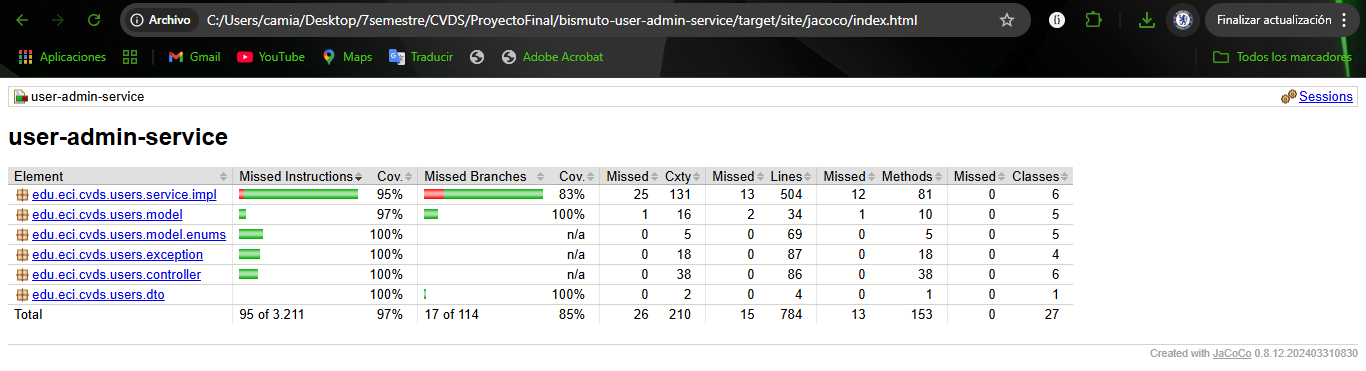 Archivo C:/Users/camia/Desktop/7semestre/CVDS/ProyectoFinal/bismuto-user-admin-service/target/site/jacoco/index.html Finalizar actualización
Aplicaciones Gmail YouTube Maps Traducir Adobe Acrobat Todos los marcadores
user-admin-service Sessions
user-admin-service
Element Missed Instructions Cov. Missed Branches Cov. Missed Cxty Missed Lines Missed Methods Missed Classes
edu.eci.cvds.users.service.impl 95% 83% 25 131 13 504 12 81 0 6
edu.eci.cvds.users.model 97% 100% 1 16 2 34 1 10 0 5
edu.eci.cvds.users.model.enums 100% n/a 0 5 0 69 0 5 0 5
edu.eci.cvds.users.exception 100% n/a 0 18 0 87 0 18 0 4
edu.eci.cvds.users.controller 100% n/a 0 38 0 86 0 38 0 6
edu.eci.cvds.users.dto 100% 100% 0 2 0 4 0 1 0 1
Total 95 of 3.211 97% 17 of 114 85% 26 210 15 784 13 153 0 27
Created with JaCoCo 0.8.12.202403310830